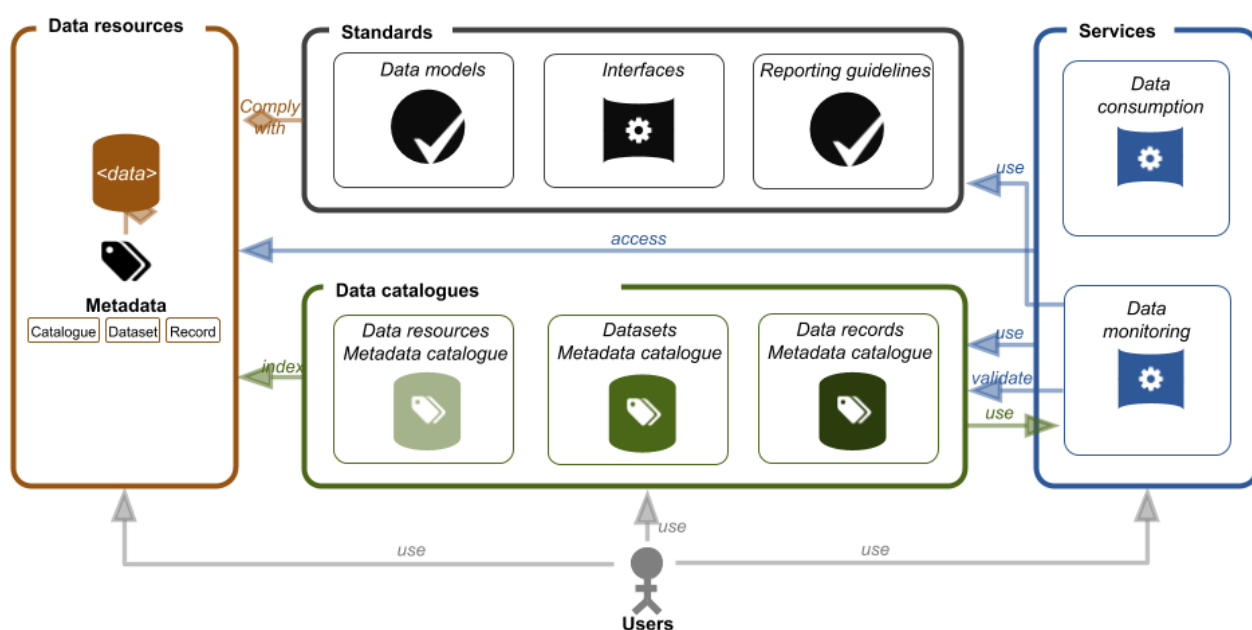 Data resources
<data>
Metadata
Catalogue
Dataset
Record
Comply
with
Standards
Data models
Interfaces
Reporting guidelines
access
Data catalogues
Data resources
Metadata catalogue
Datasets
Metadata catalogue
Data records
Metadata catalogue
index
use
use
validate
use
Services
Data
consumption
Data
monitoring
use
use
use
Users